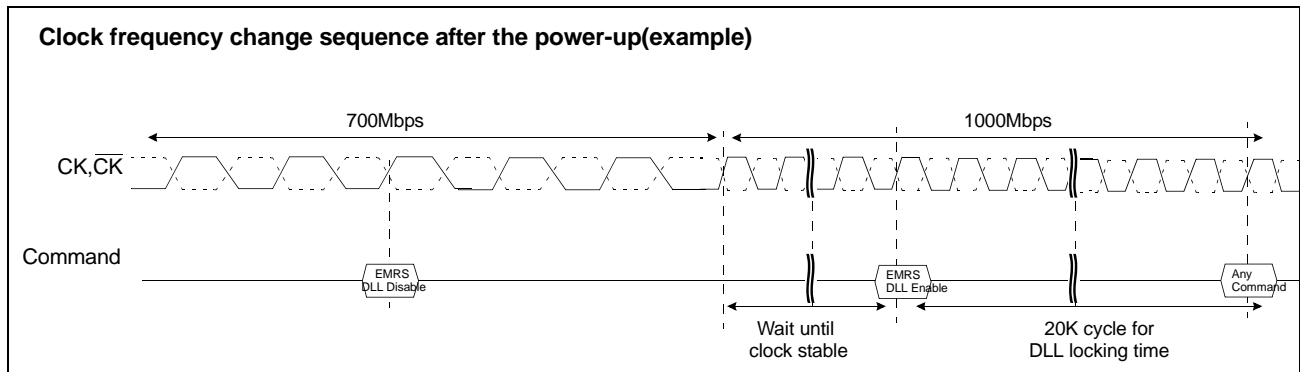 Clock frequency change sequence after the power-up(example)
700Mbps
1000Mbps
CK,C̅K̅
Command
EMRS
DLL Disable
EMRS
DLL Enable
Any
Command
Wait until
clock stable
20K cycle for
DLL locking time